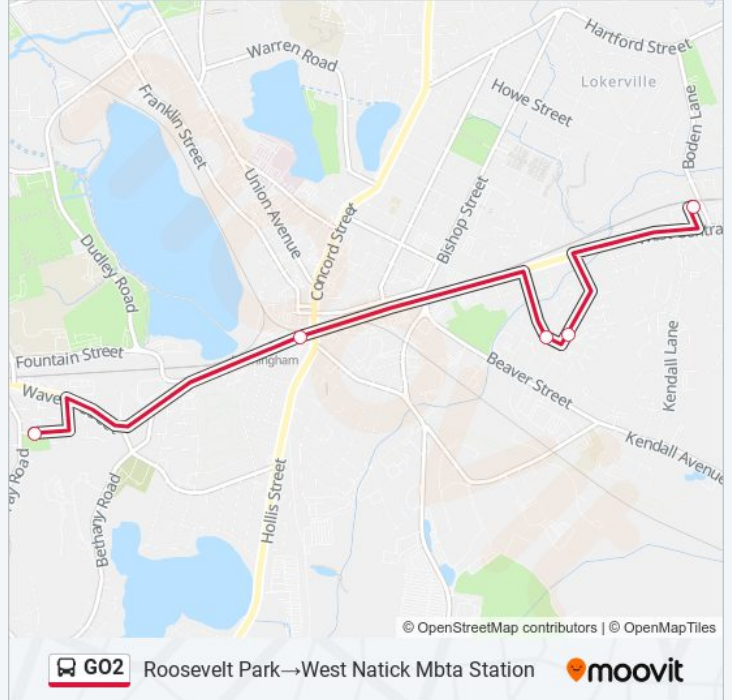 Hartford Street
Warren Road
Lokerville
Howe Street
Franklin Street
Boden Lane
Union Avenue
Bishop Street
Concord Street
Dudley Road
Fountain Street
Beaver Street
Kendall Lane
Kendall Avenue
Hollis Street
Bethany Road
© OpenStreetMap contributors | © OpenMapTiles
GO2 Roosevelt Park→West Natick Mbta Station moovit